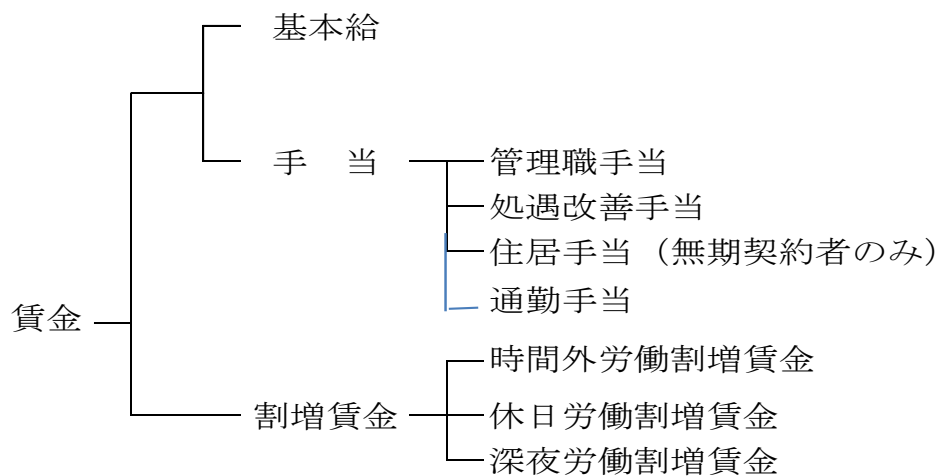 基本給
手　当
管理職手当
処遇改善手当
住居手当（無期契約者のみ）
通勤手当
賃金
時間外労働割増賃金
割増賃金
休日労働割増賃金
深夜労働割増賃金